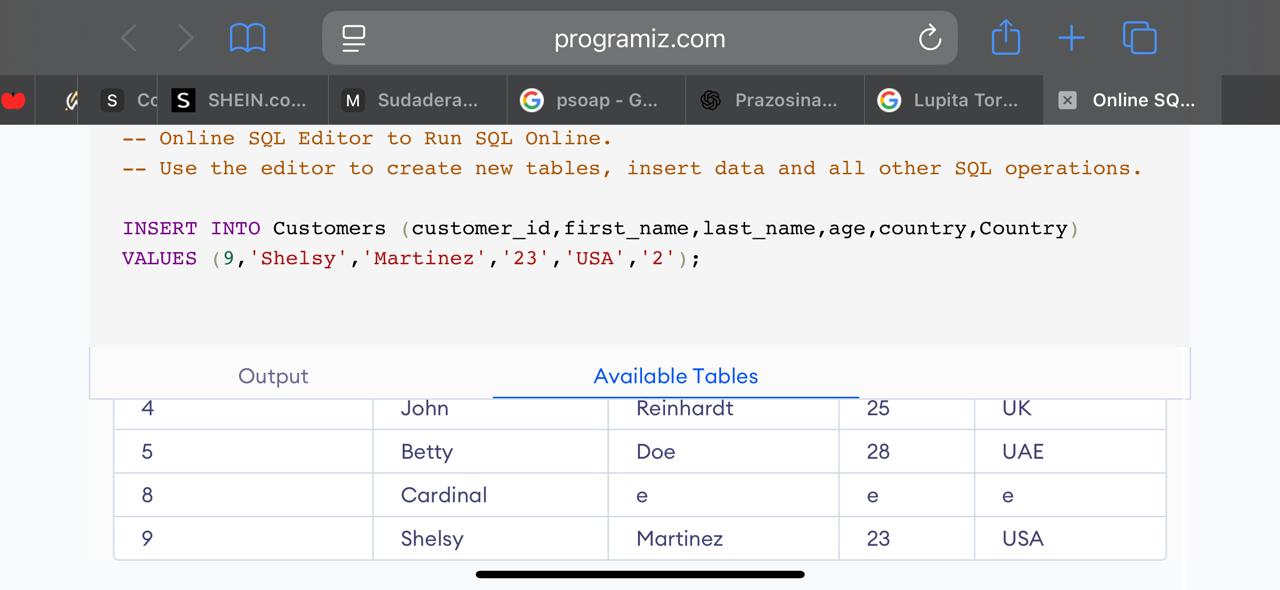 programiz.com
S Co S SHEIN.co... M Sudadera... psoap - G... Prazosina... Lupita Tor... Online SQ...
-- Online SQL Editor to Run SQL Online.
-- Use the editor to create new tables, insert data and all other SQL operations.
INSERT INTO Customers (customer_id,first_name,last_name,age,country,Country)
VALUES (9,'Shelsy','Martinez','23','USA','2');
Output Available Tables
4 John Reinhardt 25 UK
5 Betty Doe 28 UAE
8 Cardinal e e e
9 Shelsy Martinez 23 USA